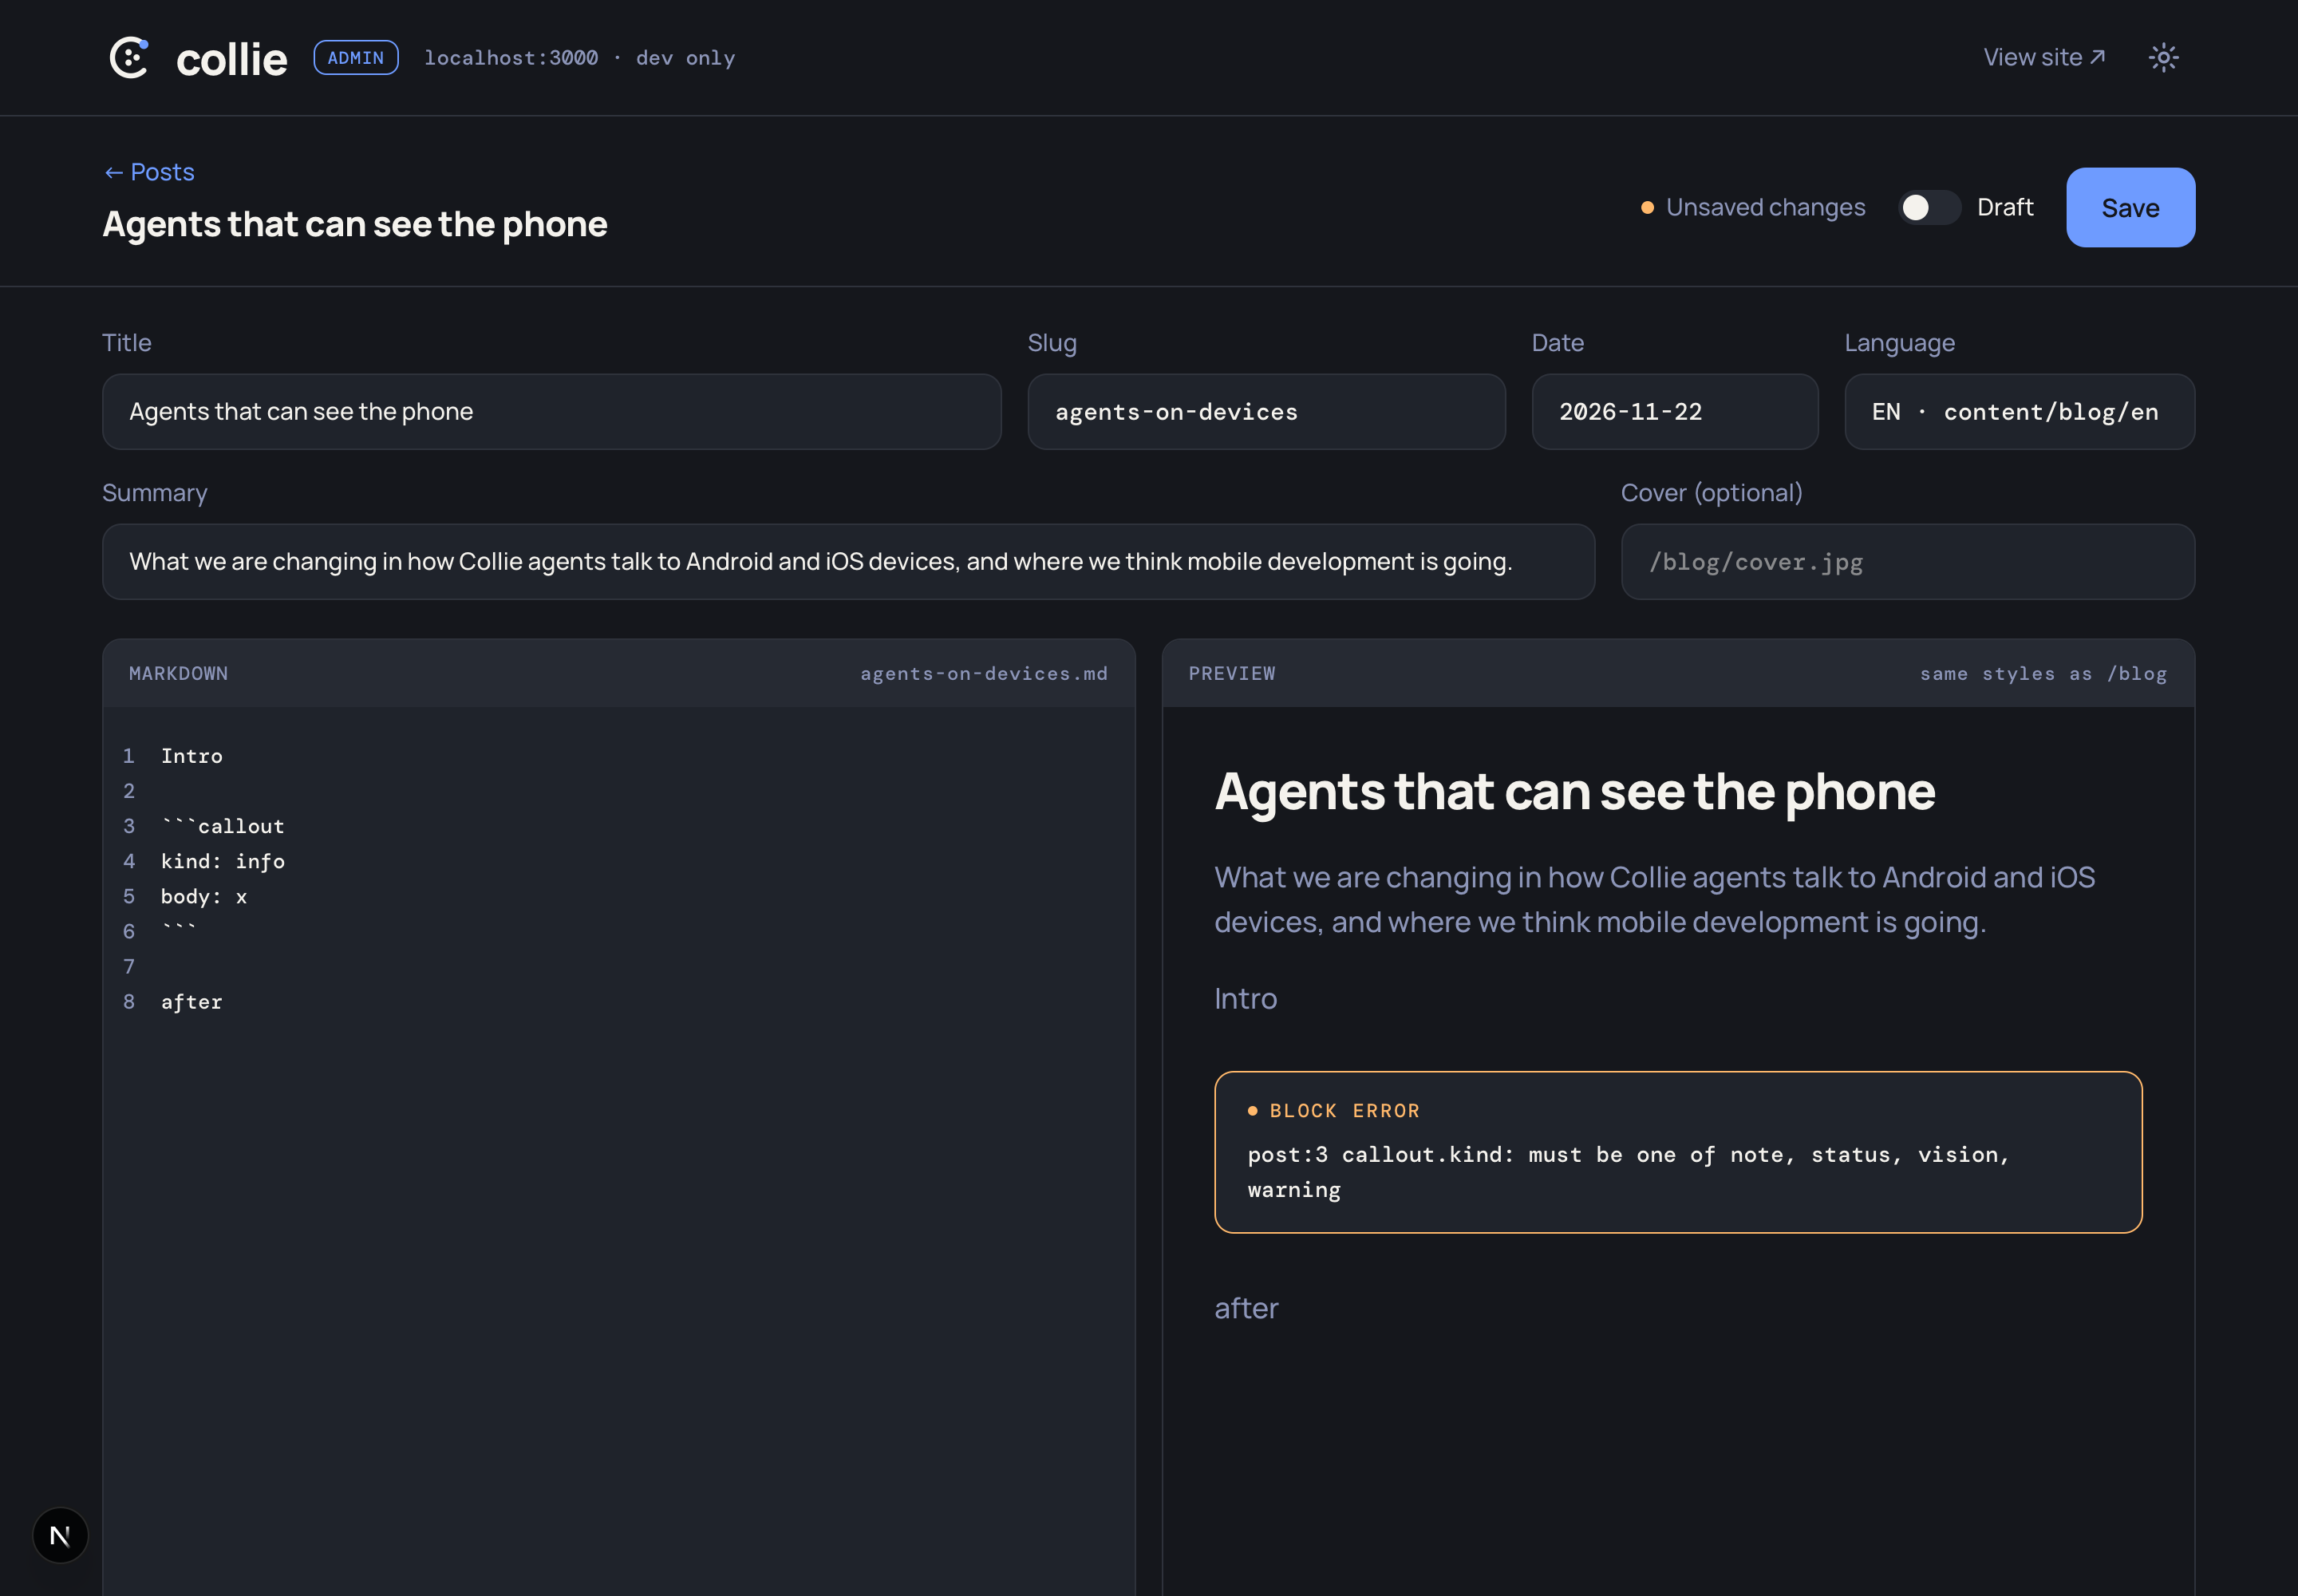 collie ADMIN localhost:3000 · dev only View site ↗
← Posts
Agents that can see the phone
Unsaved changes Draft Save
Title Slug Date Language
Agents that can see the phone agents-on-devices 2026-11-22 EN · content/blog/en
Summary Cover (optional)
What we are changing in how Collie agents talk to Android and iOS devices, and where we think mobile development is going. /blog/cover.jpg
MARKDOWN agents-on-devices.md
1 Intro
2
3 ```callout
4 kind: info
5 body: x
6 ```
7
8 after
PREVIEW same styles as /blog
Agents that can see the phone
What we are changing in how Collie agents talk to Android and iOS
devices, and where we think mobile development is going.
Intro
BLOCK ERROR
post:3 callout.kind: must be one of note, status, vision,
warning
after
N